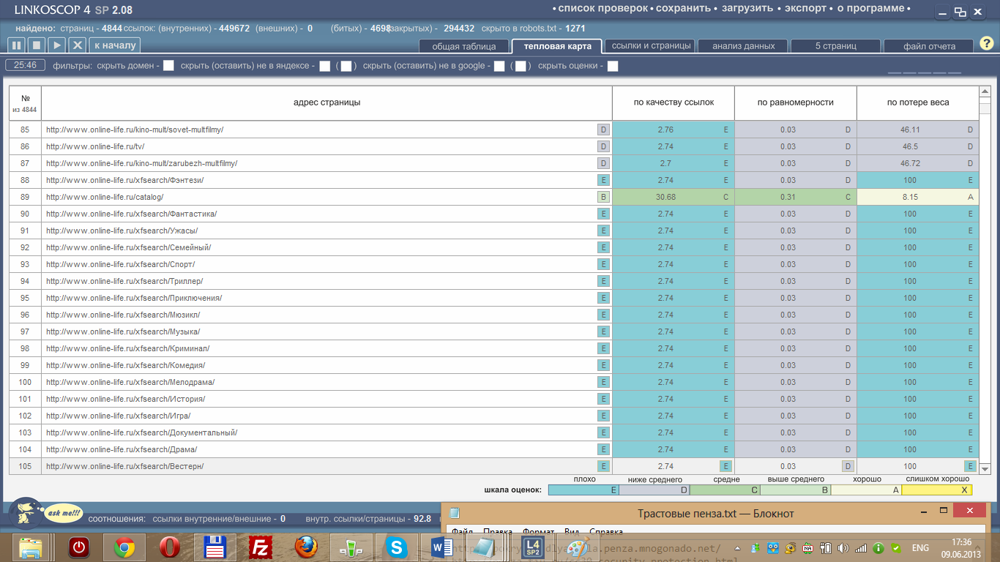 LINKOSCOP 4 SP 2.08
• список проверок • сохранить • загрузить • экспорт • о программе •
найдено: страниц - 4844 ссылок: (внутренних) - 449672 (внешних) - 0 (битых) - 4698 закрытых) - 294432 скрыто в robots.txt - 1271
к началу
общая таблица тепловая карта ссылки и страницы анализ данных 5 страниц файл отчета ?
25:46 фильтры: скрыть домен - скрыть (оставить) не в яндексе - ( ) скрыть (оставить) не в google - ( ) скрыть оценки -
№ из 4844 адрес страницы по качеству ссылок по равномерности по потере веса
85 http://www.online-life.ru/kino-mult/sovet-multfilmy/ D 2.76 E 0.03 D 46.11 D
86 http://www.online-life.ru/tv/ D 2.74 E 0.03 D 46.5 D
87 http://www.online-life.ru/kino-mult/zarubezh-multfilmy/ D 2.7 E 0.03 D 46.72 D
88 http://www.online-life.ru/xfsearch/Фэнтези/ E 2.74 E 0.03 D 100 E
89 http://www.online-life.ru/catalog/ B 30.68 C 0.31 C 8.15 A
90 http://www.online-life.ru/xfsearch/Фантастика/ E 2.74 E 0.03 D 100 E
91 http://www.online-life.ru/xfsearch/Ужасы/ E 2.74 E 0.03 D 100 E
92 http://www.online-life.ru/xfsearch/Семейный/ E 2.74 E 0.03 D 100 E
93 http://www.online-life.ru/xfsearch/Спорт/ E 2.74 E 0.03 D 100 E
94 http://www.online-life.ru/xfsearch/Триллер/ E 2.74 E 0.03 D 100 E
95 http://www.online-life.ru/xfsearch/Приключения/ E 2.74 E 0.03 D 100 E
96 http://www.online-life.ru/xfsearch/Мюзикл/ E 2.74 E 0.03 D 100 E
97 http://www.online-life.ru/xfsearch/Музыка/ E 2.74 E 0.03 D 100 E
98 http://www.online-life.ru/xfsearch/Криминал/ E 2.74 E 0.03 D 100 E
99 http://www.online-life.ru/xfsearch/Комедия/ E 2.74 E 0.03 D 100 E
100 http://www.online-life.ru/xfsearch/Мелодрама/ E 2.74 E 0.03 D 100 E
101 http://www.online-life.ru/xfsearch/История/ E 2.74 E 0.03 D 100 E
102 http://www.online-life.ru/xfsearch/Игра/ E 2.74 E 0.03 D 100 E
103 http://www.online-life.ru/xfsearch/Документальный/ E 2.74 E 0.03 D 100 E
104 http://www.online-life.ru/xfsearch/Драма/ E 2.74 E 0.03 D 100 E
105 http://www.online-life.ru/xfsearch/Вестерн/ E 2.74 E 0.03 D 100 E
плохо ниже среднего средне выше среднего хорошо слишком хорошо
шкала оценок: E D C B A X
ask me!!!
соотношения: ссылки внутренние/внешние - 0 внутр. ссылки/страницы - 92.8
Трастовые пенза.txt — Блокнот
Файл Правка Формат Вид Справка
penza.mnogonado.net/
L4 SP2
ENG
17:36
09.06.2013